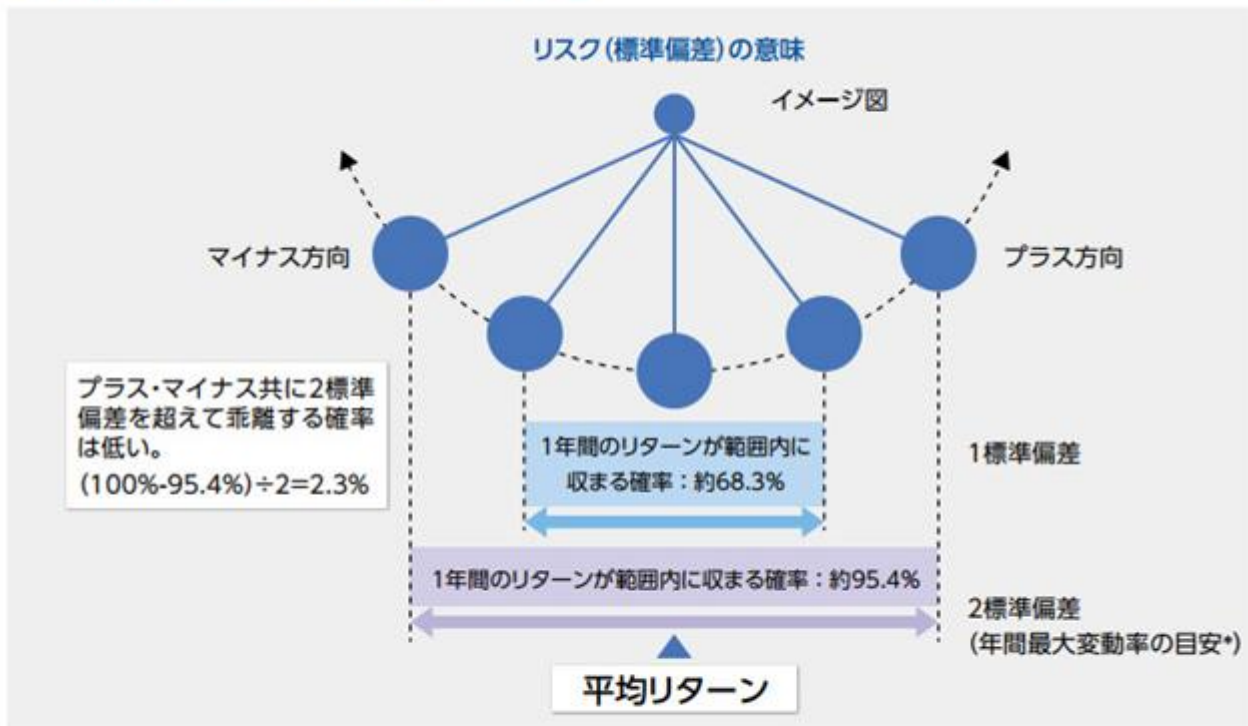 リスク(標準偏差)の意味
イメージ図
マイナス方向
プラス方向
プラス・マイナス共に2標準
偏差を超えて乖離する確率
は低い。
(100%-95.4%)÷2=2.3%
1年間のリターンが範囲内に
収まる確率：約68.3%
1標準偏差
1年間のリターンが範囲内に収まる確率：約95.4%
2標準偏差
(年間最大変動率の目安*)
平均リターン